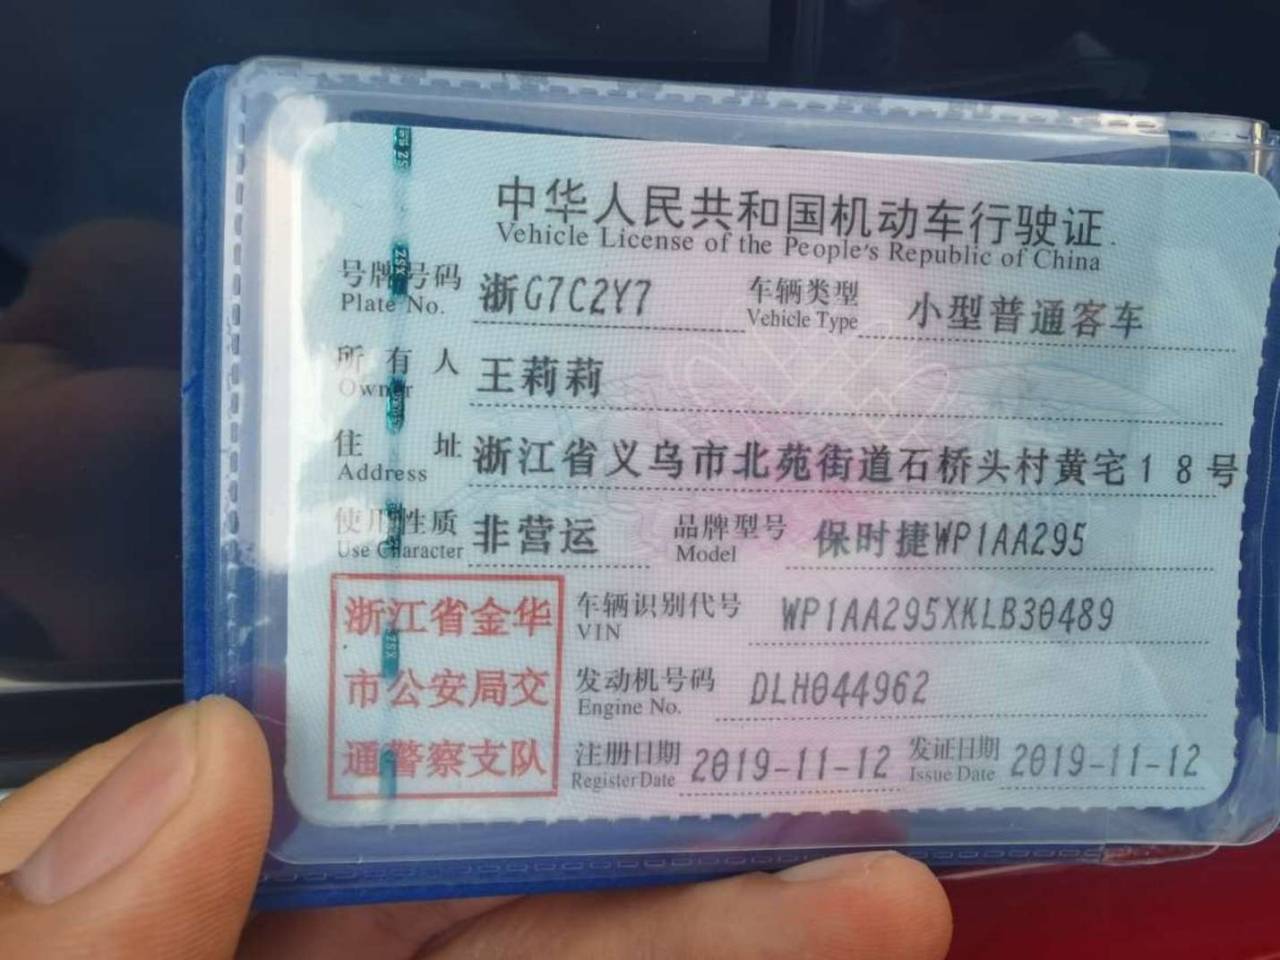 中华人民共和国机动车行驶证
Vehicle License of the People's Republic of China
号牌号码 浙G7C2Y7 车辆类型 小型普通客车
Plate No. Vehicle Type
所有人 王莉莉
Owner
住址 浙江省义乌市北苑街道石桥头村黄宅18号
Address
使用性质 非营运 品牌型号 保时捷WP1AA295
Use Character Model
浙江省金华
市公安局交
通警察支队
车辆识别代号 WP1AA295XKLB30489
VIN
发动机号码 DLH044962
Engine No.
注册日期 2019-11-12 发证日期 2019-11-12
Register Date Issue Date